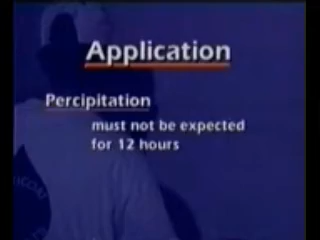 Application
Percipitation
must not be expected
for 12 hours